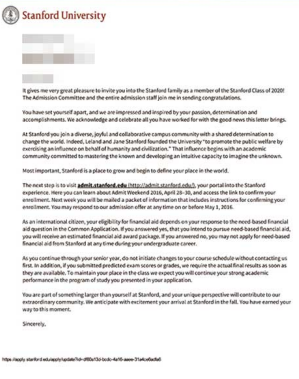 Stanford University
It gives me very great pleasure to invite you into the Stanford family as a member of the Stanford Class of 2020!
The Admission Committee and the entire admission staff join me in sending congratulations.
You have set yourself apart, and we are impressed and inspired by your passion, determination and
accomplishments. We acknowledge and celebrate all you have worked for with the good news this letter brings.
At Stanford you join a diverse, joyful and collaborative campus community with a shared determination to
change the world. Indeed, Leland and Jane Stanford founded the University "to promote the public welfare by
exercising an influence on behalf of humanity and civilization." That influence begins with an academic
community committed to mastering the known and developing an intuitive capacity to imagine the unknown.
Most important, Stanford is a place to grow and begin to define your place in the world.
The next step is to visit admit.stanford.edu (http://admit.stanford.edu/), your portal into the Stanford
experience. Here you can learn about Admit Weekend 2016, April 28-30, and access the link to confirm your
enrollment. Next week you will be mailed a packet of information that includes instructions for confirming your
enrollment. You may respond to our admission offer at any time on or before May 1, 2016.
As an international citizen, your eligibility for financial aid depends on your response to the need-based financial
aid question in the Common Application. If you answered yes, that you intend to pursue need-based financial aid,
you will receive an estimated financial aid award package. If you answered no, you may not apply for need-based
financial aid from Stanford at any time during your undergraduate career.
As you continue through your senior year, do not initiate changes to your course schedule without contacting us
first. In addition, if you submitted predicted exam scores or grades, we require the actual final results as soon as
they are available. To maintain your place in the class we expect you will continue your strong academic
performance in the program of study you presented in your application.
You are part of something larger than yourself at Stanford, and your unique perspective will contribute to our
extraordinary community. We anticipate with excitement your arrival at Stanford in the fall. You have earned your
way to this moment.
Sincerely,